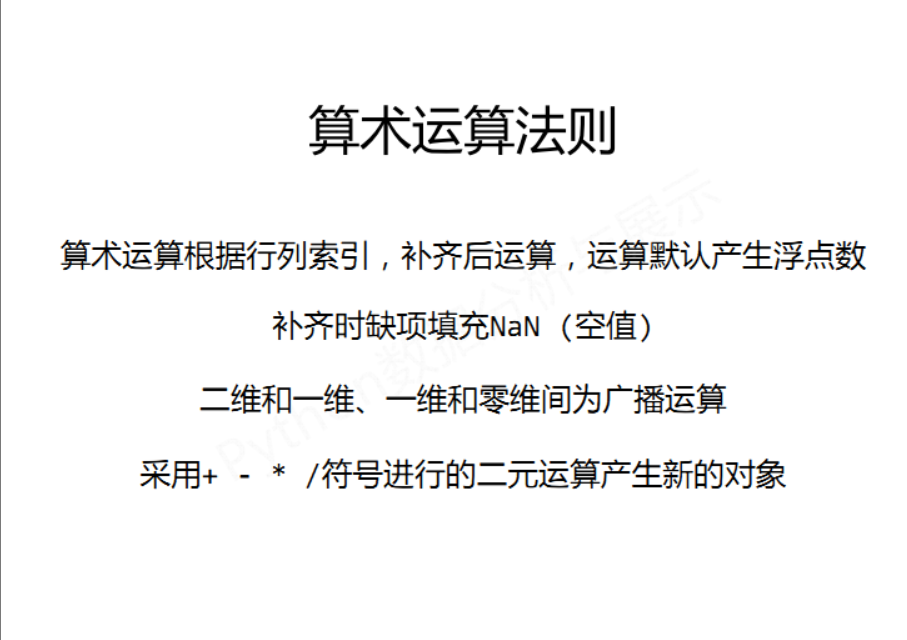 算术运算法则
算术运算根据行列索引，补齐后运算，运算默认产生浮点数
补齐时缺项填充NaN (空值)
二维和一维、一维和零维间为广播运算
采用+ - * /符号进行的二元运算产生新的对象
Python数据分析与展示